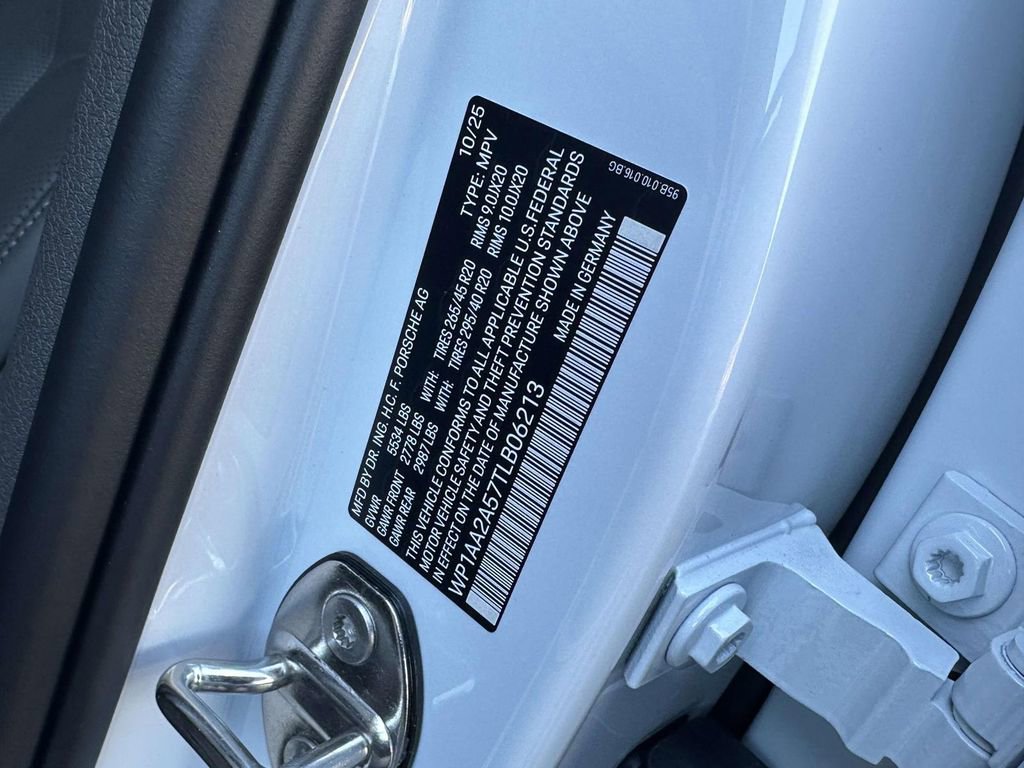 MFD BY DR. ING. H.C. F. PORSCHE AG 10/25
GVWR 5534 LBS TYPE: MPV
GAWR FRONT 2778 LBS WITH: TIRES 265/45 R20 RIMS 9.0JX20
GAWR REAR 2987 LBS WITH: TIRES 295/40 R20 RIMS 10.0JX20
THIS VEHICLE CONFORMS TO ALL APPLICABLE U.S. FEDERAL
MOTOR VEHICLE SAFETY AND THEFT PREVENTION STANDARDS
IN EFFECT ON THE DATE OF MANUFACTURE SHOWN ABOVE
WP1AA2A57TLB06213 MADE IN GERMANY
95B.010.016.BG